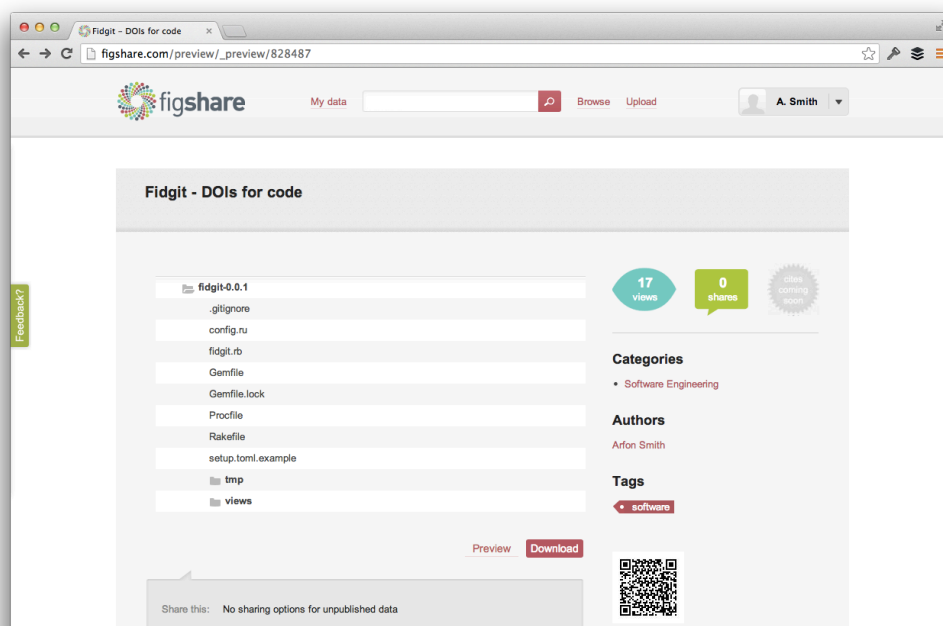 Fidgit - DOIs for code
figshare.com/preview/_preview/828487
figshare
My data
Browse
Upload
A. Smith
Fidgit - DOIs for code
Feedback?
fidgit-0.0.1
.gitignore
config.ru
fidgit.rb
Gemfile
Gemfile.lock
Procfile
Rakefile
setup.toml.example
tmp
views
Preview
Download
Share this: No sharing options for unpublished data
17
views
0
shares
cites
coming
soon
Categories
• Software Engineering
Authors
Arfon Smith
Tags
software